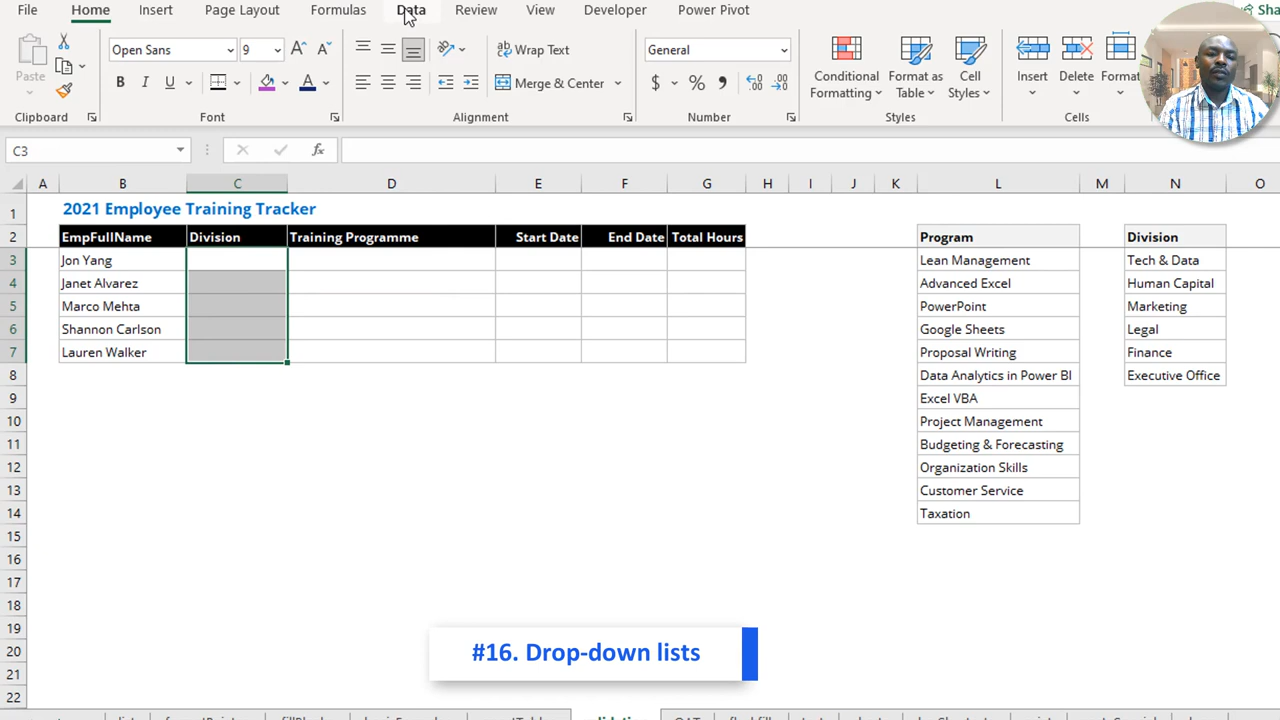 File Home Insert Page Layout Formulas Data Review View Developer Power Pivot Sha
Paste
Open Sans 9
B I U A
Wrap Text
Merge & Center
General
$ %
Conditional Formatting
Format as Table
Cell Styles
Insert Delete Format
Clipboard Font Alignment Number Styles Cells
C3 fx
A B C D E F G H I J K L M N O
1 2021 Employee Training Tracker
2 EmpFullName Division Training Programme Start Date End Date Total Hours Program Division
3 Jon Yang Lean Management Tech & Data
4 Janet Alvarez Advanced Excel Human Capital
5 Marco Mehta PowerPoint Marketing
6 Shannon Carlson Google Sheets Legal
7 Lauren Walker Proposal Writing Finance
8 Data Analytics in Power BI Executive Office
9 Excel VBA
10 Project Management
11 Budgeting & Forecasting
12 Organization Skills
13 Customer Service
14 Taxation
15
16
17
18
19
20
21
22
#16. Drop-down lists